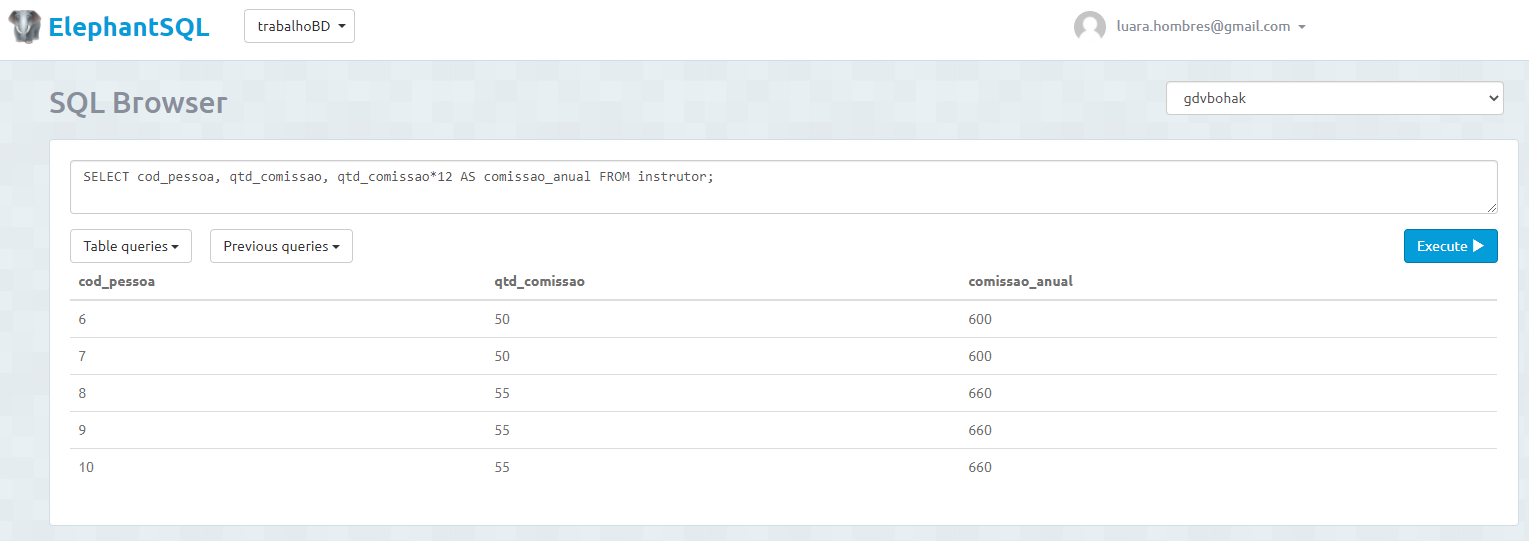 ElephantSQL trabalhoBD luara.hombres@gmail.com
SQL Browser gdvbohak
SELECT cod_pessoa, qtd_comissao, qtd_comissao*12 AS comissao_anual FROM instrutor;
Table queries Previous queries Execute
cod_pessoa qtd_comissao comissao_anual
6 50 600
7 50 600
8 55 660
9 55 660
10 55 660